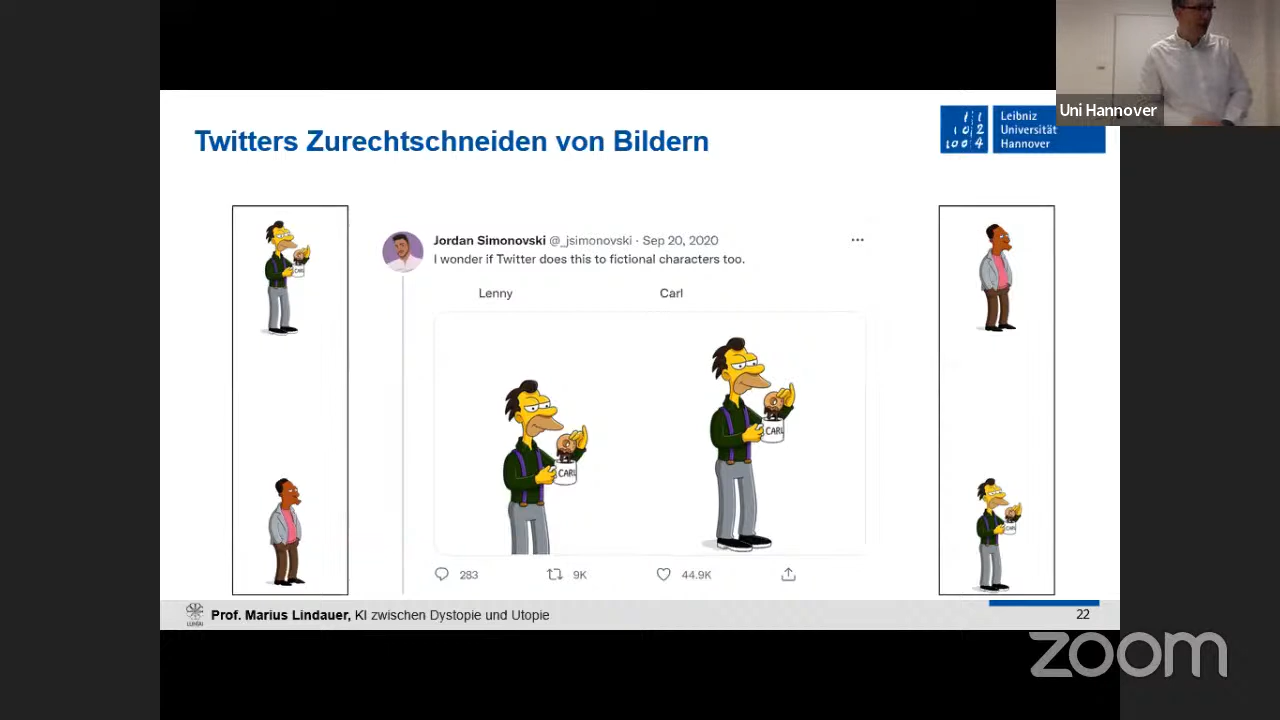 Uni Hannover
Twitters Zurechtschneiden von Bildern
Leibniz
Universität
Hannover
Jordan Simonovski @_jsimonovski · Sep 20, 2020
I wonder if Twitter does this to fictional characters too.
Lenny Carl
CARL
CARL
CARL
283 9K 44.9K
Prof. Marius Lindauer, KI zwischen Dystopie und Utopie
22
zoom